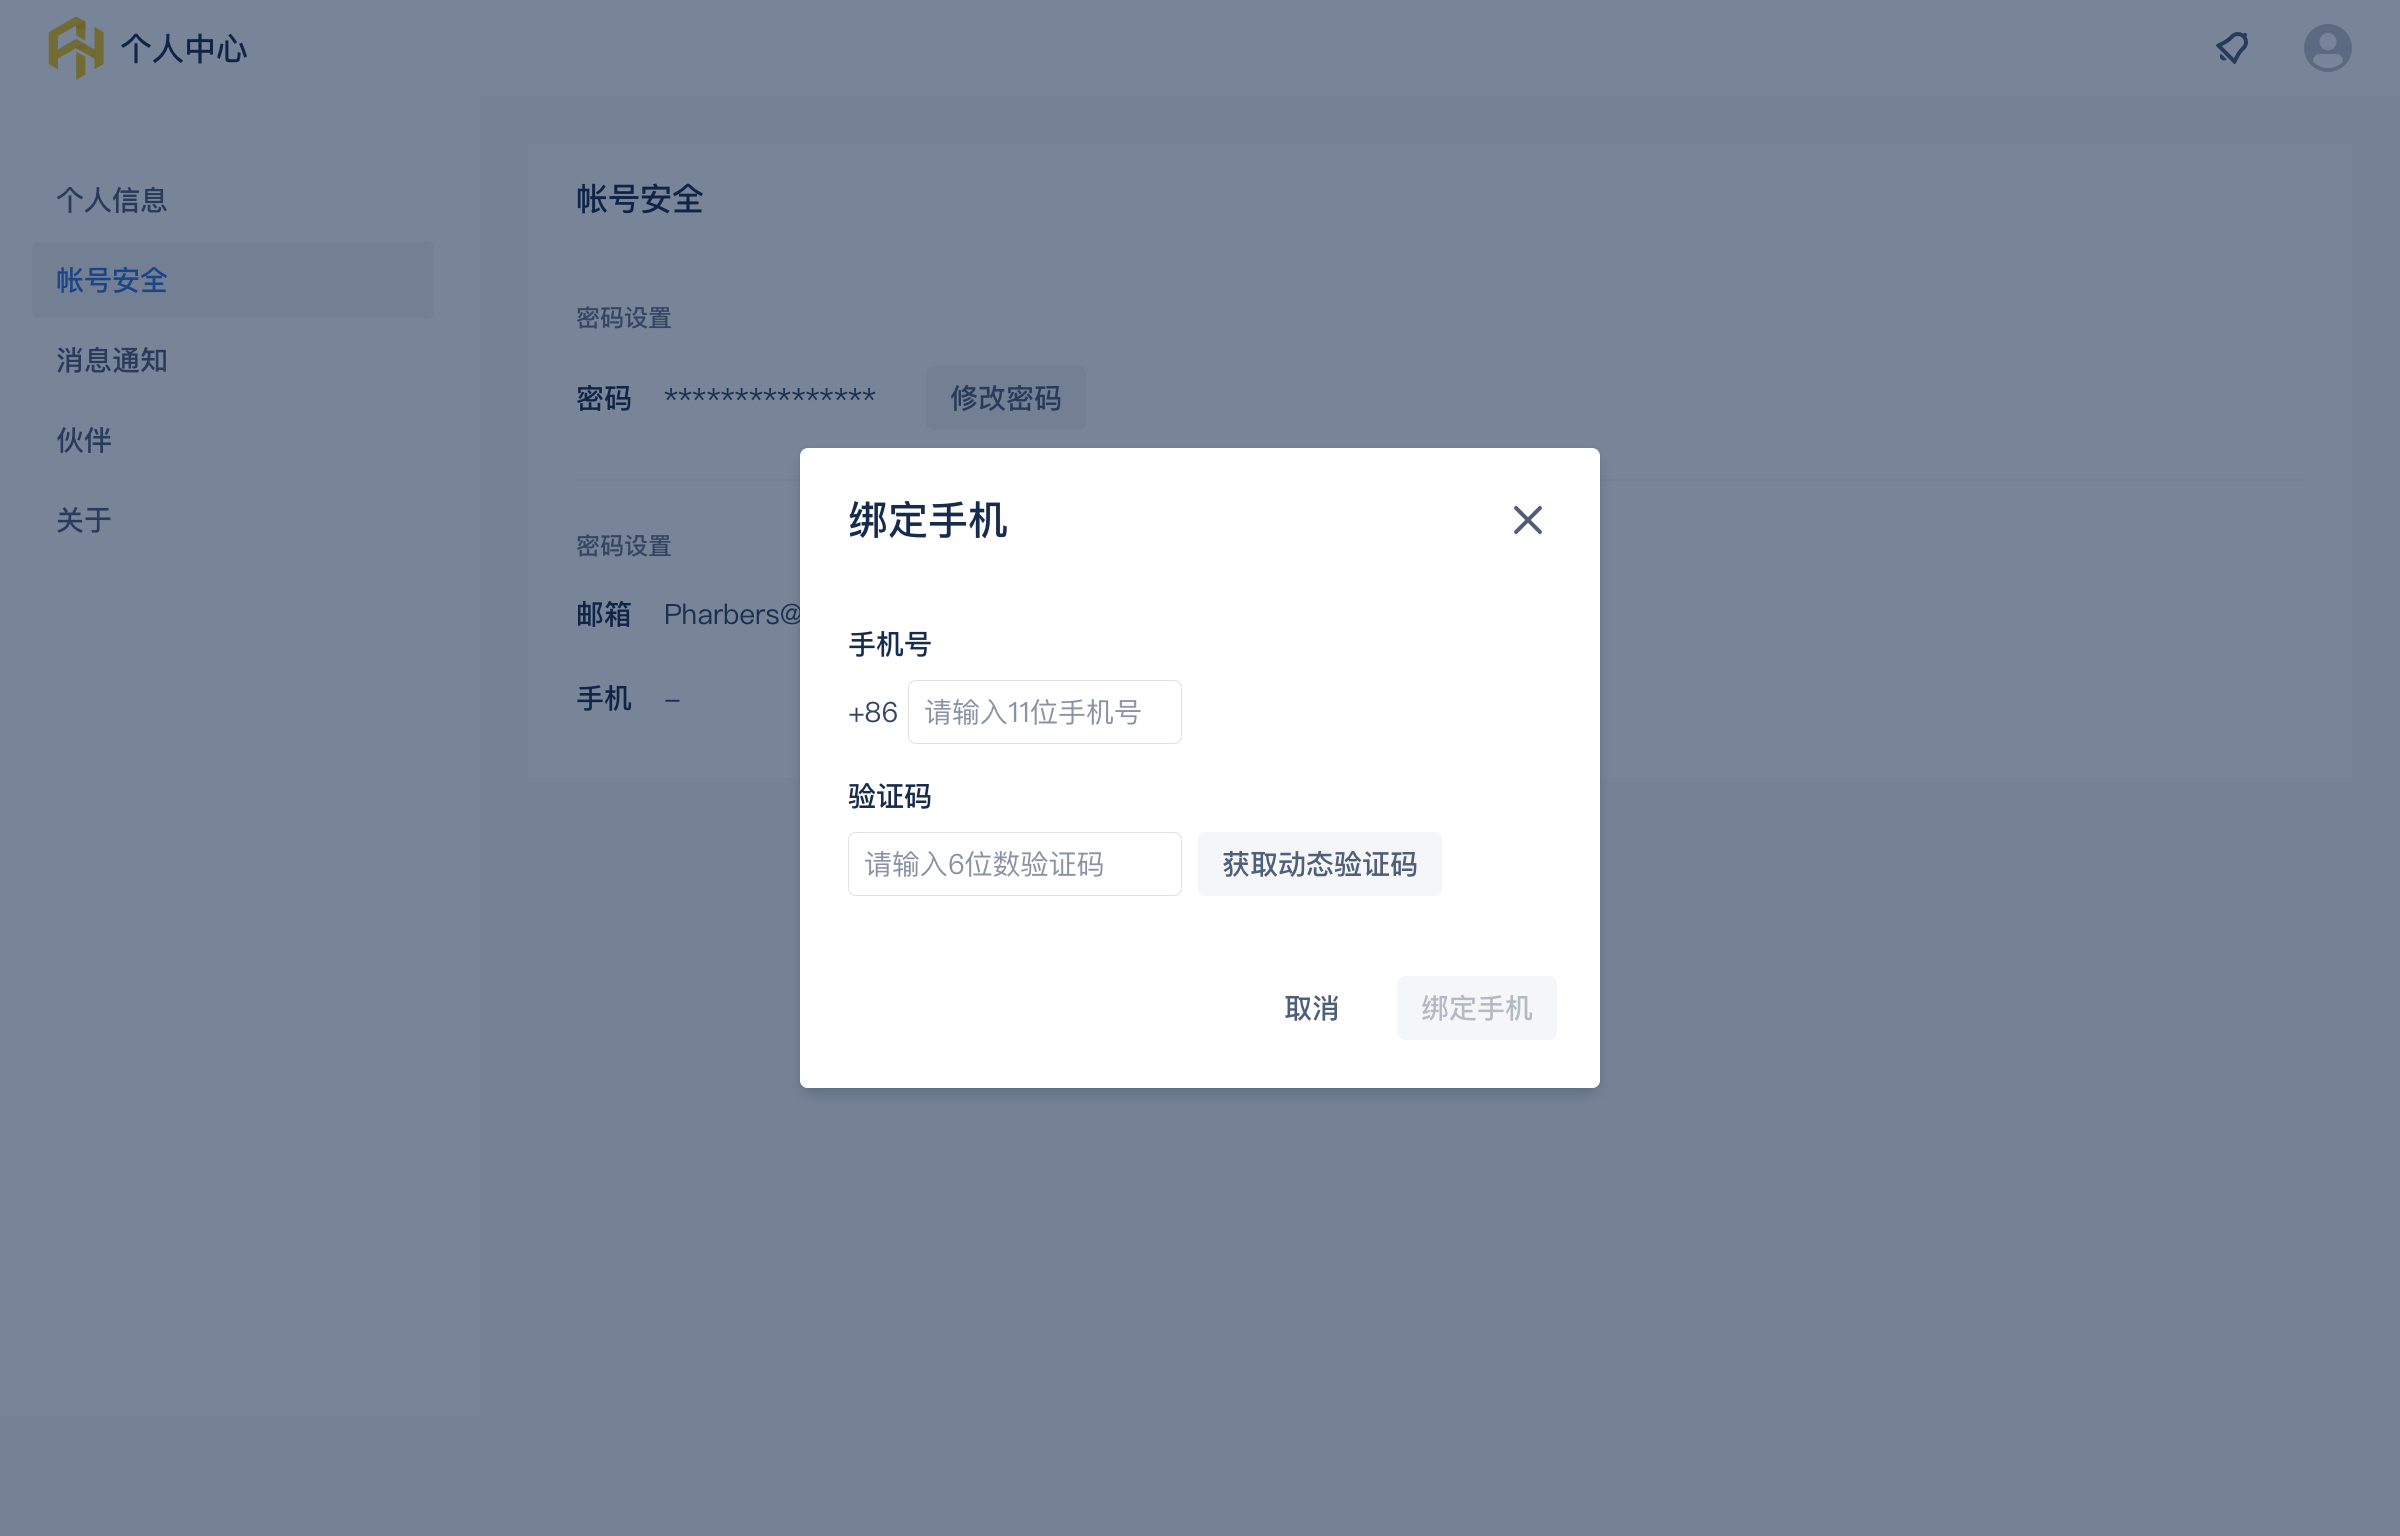 个人中心
个人信息
帐号安全
消息通知
伙伴
关于
帐号安全
密码设置
密码 *************** 修改密码
密码设置
邮箱 Pharbers@
手机 –
绑定手机
手机号
+86 请输入11位手机号
验证码
请输入6位数验证码 获取动态验证码
取消 绑定手机